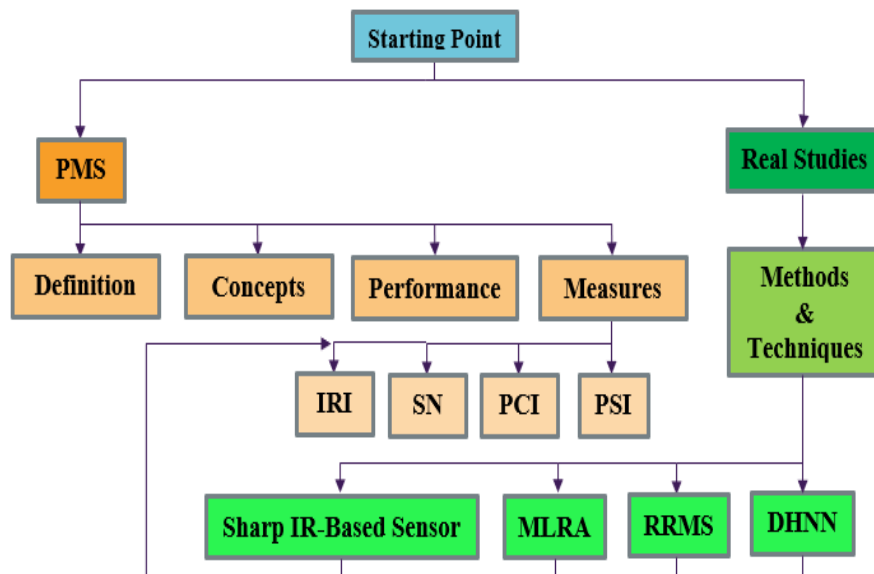 Starting Point
PMS
Real Studies
Definition
Concepts
Performance
Measures
Methods
&
Techniques
IRI
SN
PCI
PSI
Sharp IR-Based Sensor
MLRA
RRMS
DHNN